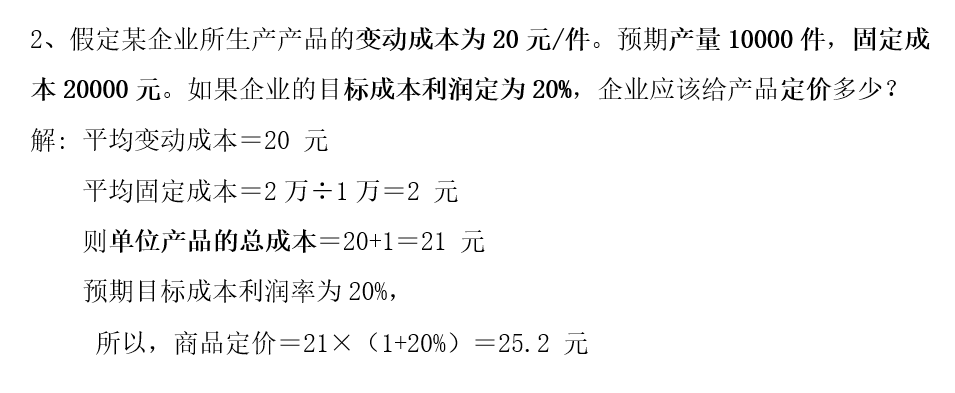 2、假定某企业所生产产品的变动成本为 20 元/件。预期产量 10000 件，固定成
本 20000 元。如果企业的目标成本利润定为 20%，企业应该给产品定价多少？
解: 平均变动成本＝20 元
平均固定成本＝2 万÷1 万＝2 元
则单位产品的总成本＝20+1＝21 元
预期目标成本利润率为 20%，
所以，商品定价＝21×（1+20%）＝25.2 元